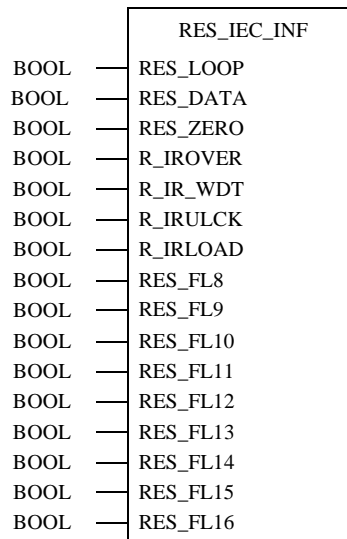 RES_IEC_INF
BOOL RES_LOOP
BOOL RES_DATA
BOOL RES_ZERO
BOOL R_IROVER
BOOL R_IR_WDT
BOOL R_IRULCK
BOOL R_IRLOAD
BOOL RES_FL8
BOOL RES_FL9
BOOL RES_FL10
BOOL RES_FL11
BOOL RES_FL12
BOOL RES_FL13
BOOL RES_FL14
BOOL RES_FL15
BOOL RES_FL16